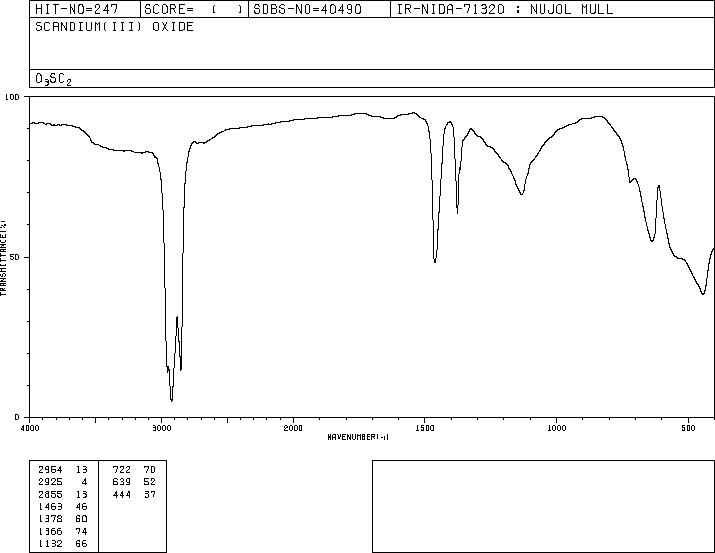 HIT-NO=247 SCORE= ( ) SDBS-NO=40490 IR-NIDA-71320 : NUJOL MULL
SCANDIUM(III) OXIDE
O3SC2
100
50
0
TRANSMITTANCE(%)
4000 3000 2000 1500 1000 500
WAVENUMBER(-1)
2964 13 722 70
2925 4 639 52
2855 13 444 37
1463 46
1378 60
1366 74
1132 66